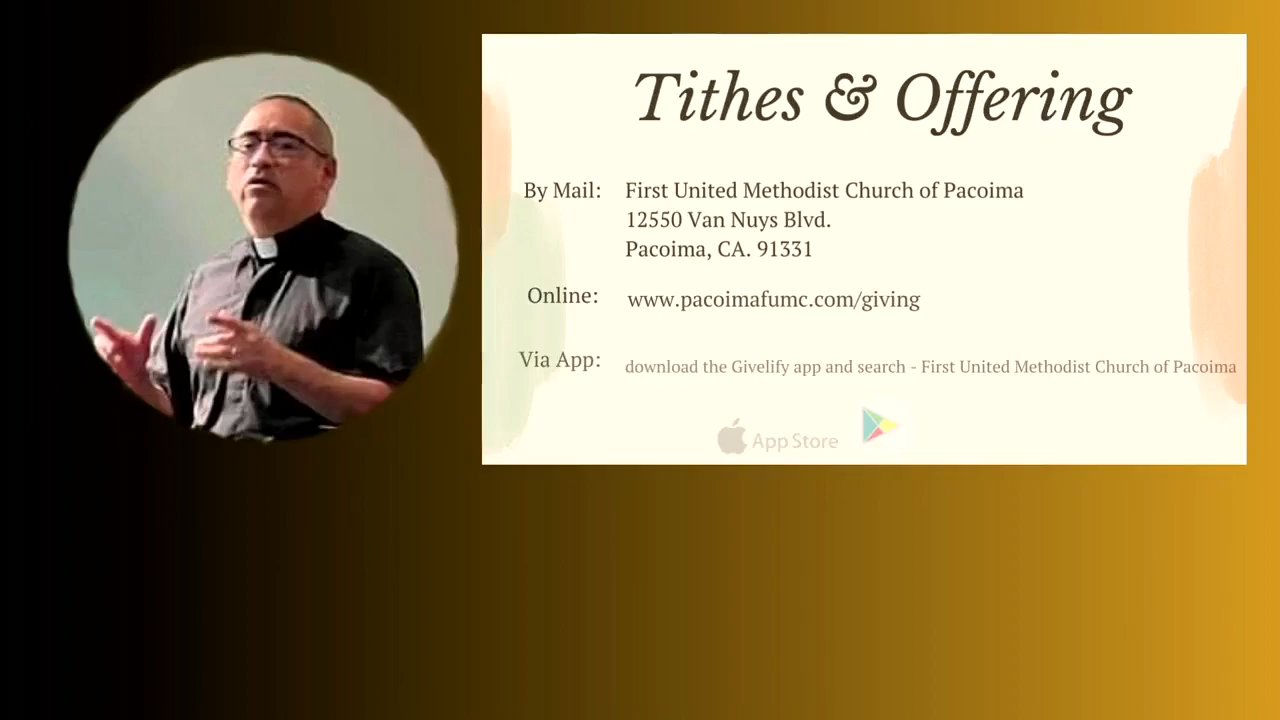 Tithes & Offering
By Mail: First United Methodist Church of Pacoima
12550 Van Nuys Blvd.
Pacoima, CA. 91331
Online: www.pacoimafumc.com/giving
Via App: download the Givelify app and search - First United Methodist Church of Pacoima
App Store